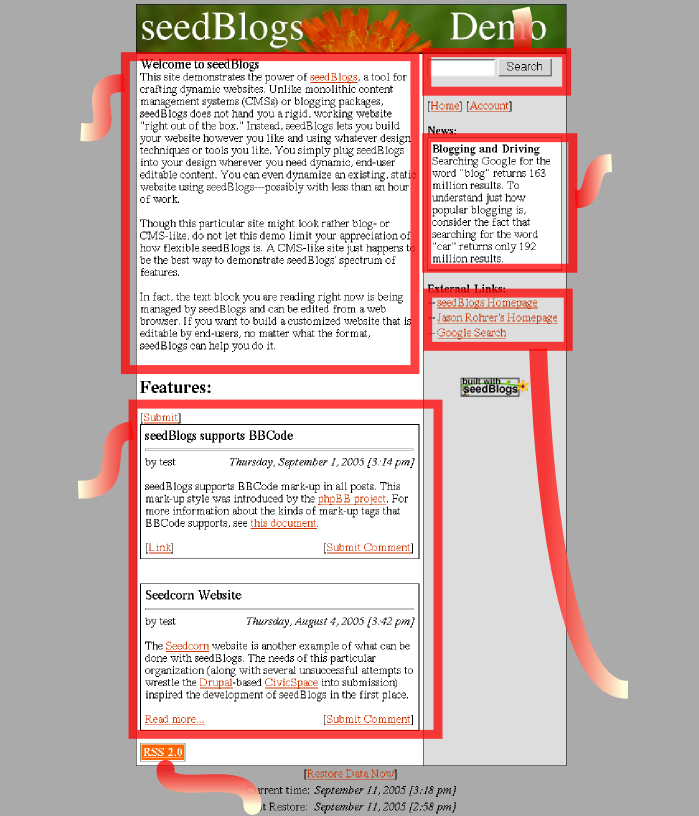 seedBlogs Demo
Welcome to seedBlogs
This site demonstrates the power of seedBlogs, a tool for
crafting dynamic websites. Unlike monolithic content
management systems (CMSs) or blogging packages,
seedBlogs does not hand you a rigid, working website
"right out of the box." Instead, seedBlogs lets you build
your website however you like and using whatever design
techniques or tools you like. You simply plug seedBlogs
into your design wherever you need dynamic, end-user
editable content. You can even dynamize an existing, static
website using seedBlogs---possibly with less than an hour
of work.
Though this particular site might look rather blog- or
CMS-like, do not let this demo limit your appreciation of
how flexible seedBlogs is. A CMS-like site just happens to
be the best way to demonstrate seedBlogs' spectrum of
features.
In fact, the text block you are reading right now is being
managed by seedBlogs and can be edited from a web
browser. If you want to build a customized website that is
editable by end-users, no matter what the format,
seedBlogs can help you do it.
Features:
[Submit]
seedBlogs supports BBCode
by test Thursday, September 1, 2005 [3:14 pm]
seedBlogs supports BBCode mark-up in all posts. This
mark-up style was introduced by the phpBB project. For
more information about the kinds of mark-up tags that
BBCode supports, see this document.
[Link] [Submit Comment]
Seedcorn Website
by test Thursday, August 4, 2005 [3:42 pm]
The Seedcorn website is another example of what can be
done with seedBlogs. The needs of this particular
organization (along with several unsuccessful attempts to
wrestle the Drupal-based CivicSpace into submission)
inspired the development of seedBlogs in the first place.
Read more... [Submit Comment]
RSS 2.0
Search
[Home] [Account]
News:
Blogging and Driving
Searching Google for the
word "blog" returns 163
million results. To
understand just how
popular blogging is,
consider the fact that
searching for the word
"car" returns only 192
million results.
External Links:
-- seedBlogs Homepage
-- Jason Rohrer's Homepage
-- Google Search
built with
seedBlogs
[Restore Data Now]
time: September 11, 2005 [3:18 pm]
Restore: September 11, 2005 [2:58 pm]